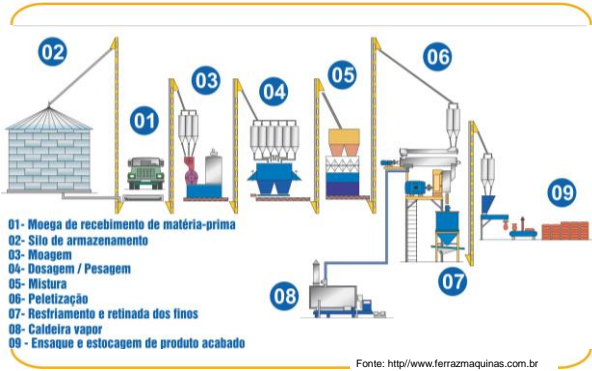 02
01
03
04
05
06
09
08
07
01- Moega de recebimento de matéria-prima
02- Silo de armazenamento
03- Moagem
04- Dosagem / Pesagem
05- Mistura
06- Peletização
07- Resfriamento e retinada dos finos
08- Caldeira vapor
09 - Ensaque e estocagem de produto acabado
Fonte: http//www.ferrazmaquinas.com.br